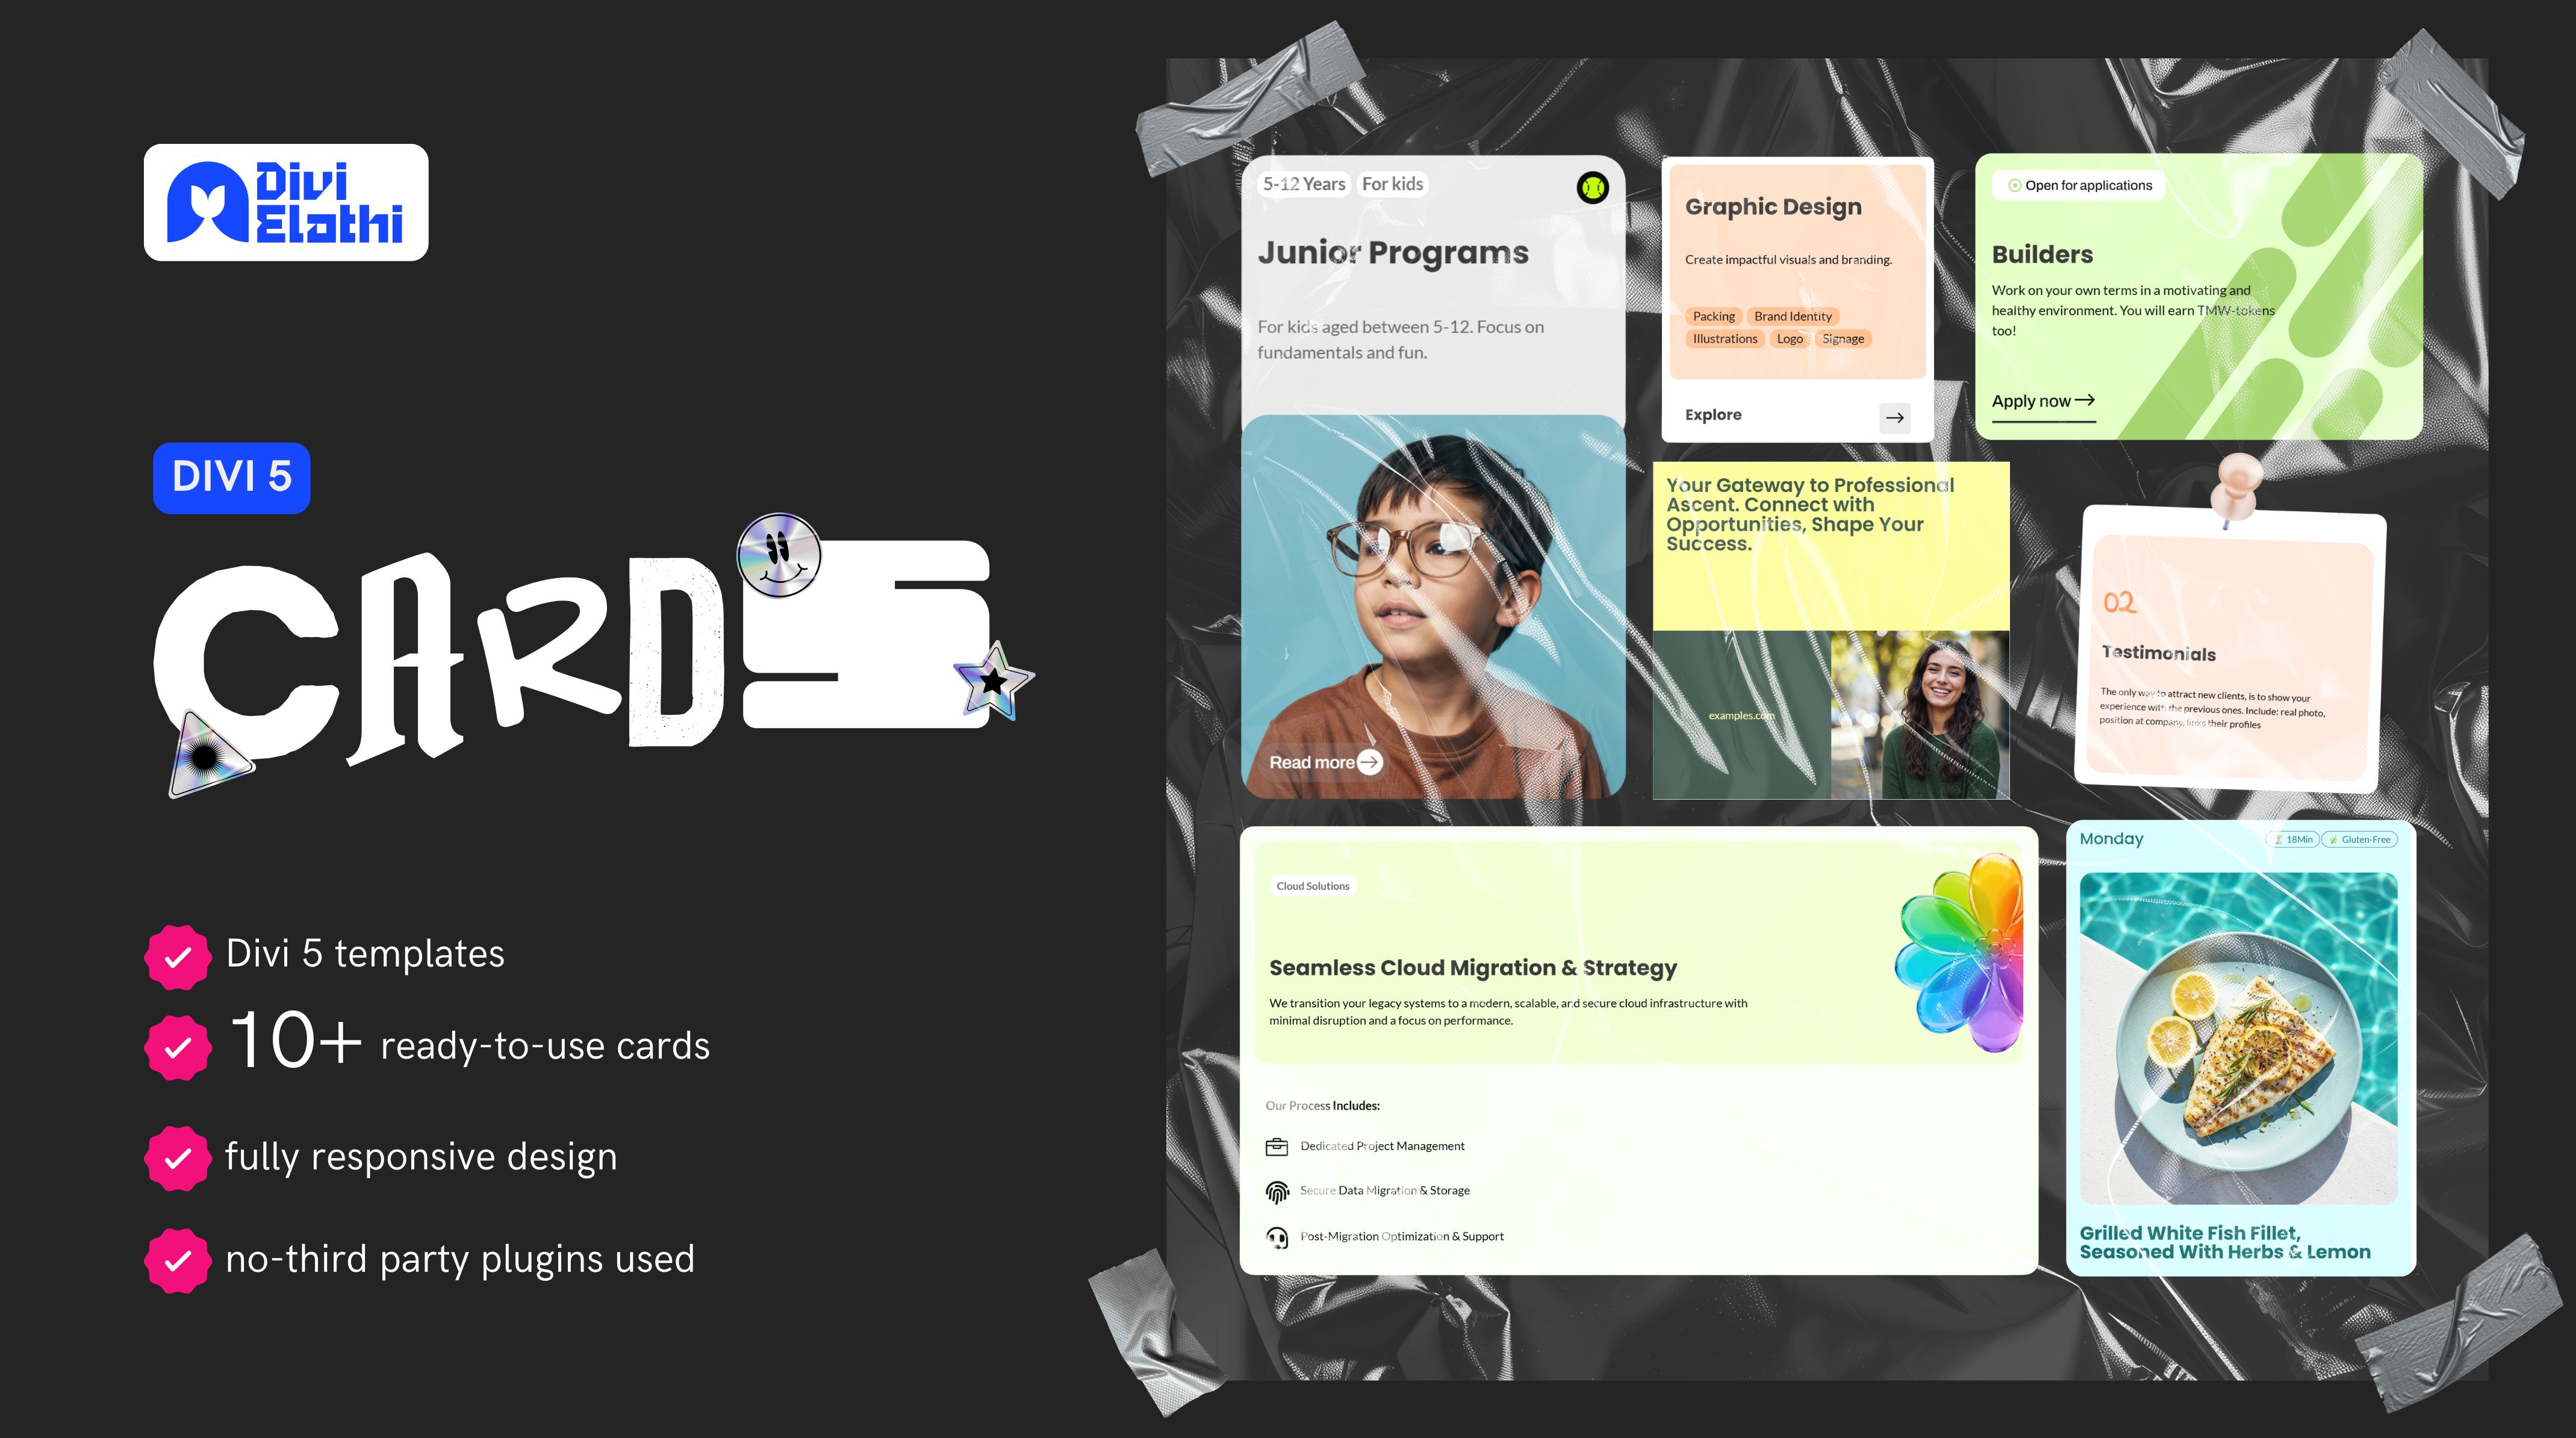 Divi
Elathi
DIVI 5
CARDS
Divi 5 templates
10+ ready-to-use cards
fully responsive design
no-third party plugins used
5-12 Years
For kids
Junior Programs
For kids aged between 5-12. Focus on
fundamentals and fun.
Read more
Graphic Design
Create impactful visuals and branding.
Packing
Brand Identity
Illustrations
Logo
Signage
Explore
Open for applications
Builders
Work on your own terms in a motivating and
healthy environment. You will earn TMW-tokens
too!
Apply now
Your Gateway to Professional
Ascent. Connect with
Opportunities, Shape Your
Success.
examples.com
02
Testimonials
The only way to attract new clients, is to show your
experience with the previous ones. Include: real photo,
position at company, links their profiles
Cloud Solutions
Seamless Cloud Migration & Strategy
We transition your legacy systems to a modern, scalable, and secure cloud infrastructure with
minimal disruption and a focus on performance.
Our Process Includes:
Dedicated Project Management
Secure Data Migration & Storage
Post-Migration Optimization & Support
Monday
18Min
Gluten-Free
Grilled White Fish Fillet,
Seasoned With Herbs & Lemon